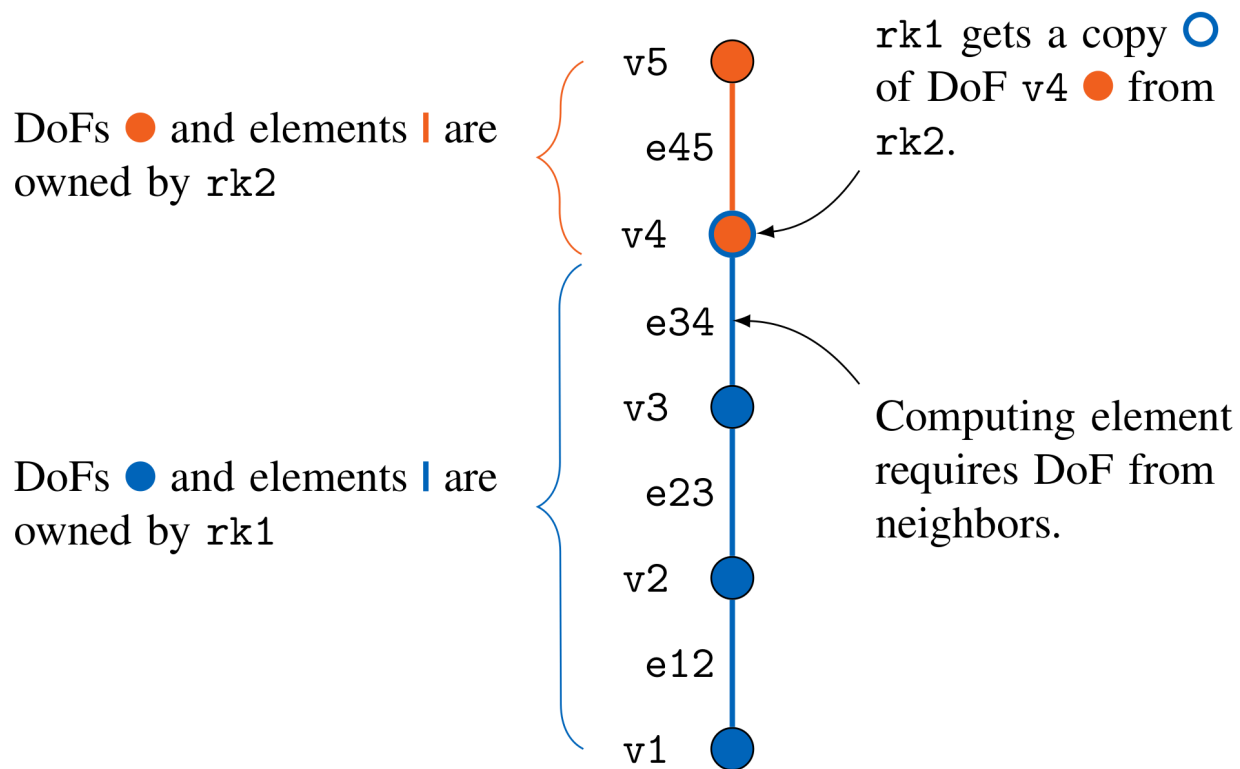 DoFs and elements are
owned by rk2
DoFs and elements are
owned by rk1
v5
e45
v4
e34
v3
e23
v2
e12
v1
rk1 gets a copy
of DoF v4 from
rk2.
Computing element
requires DoF from
neighbors.